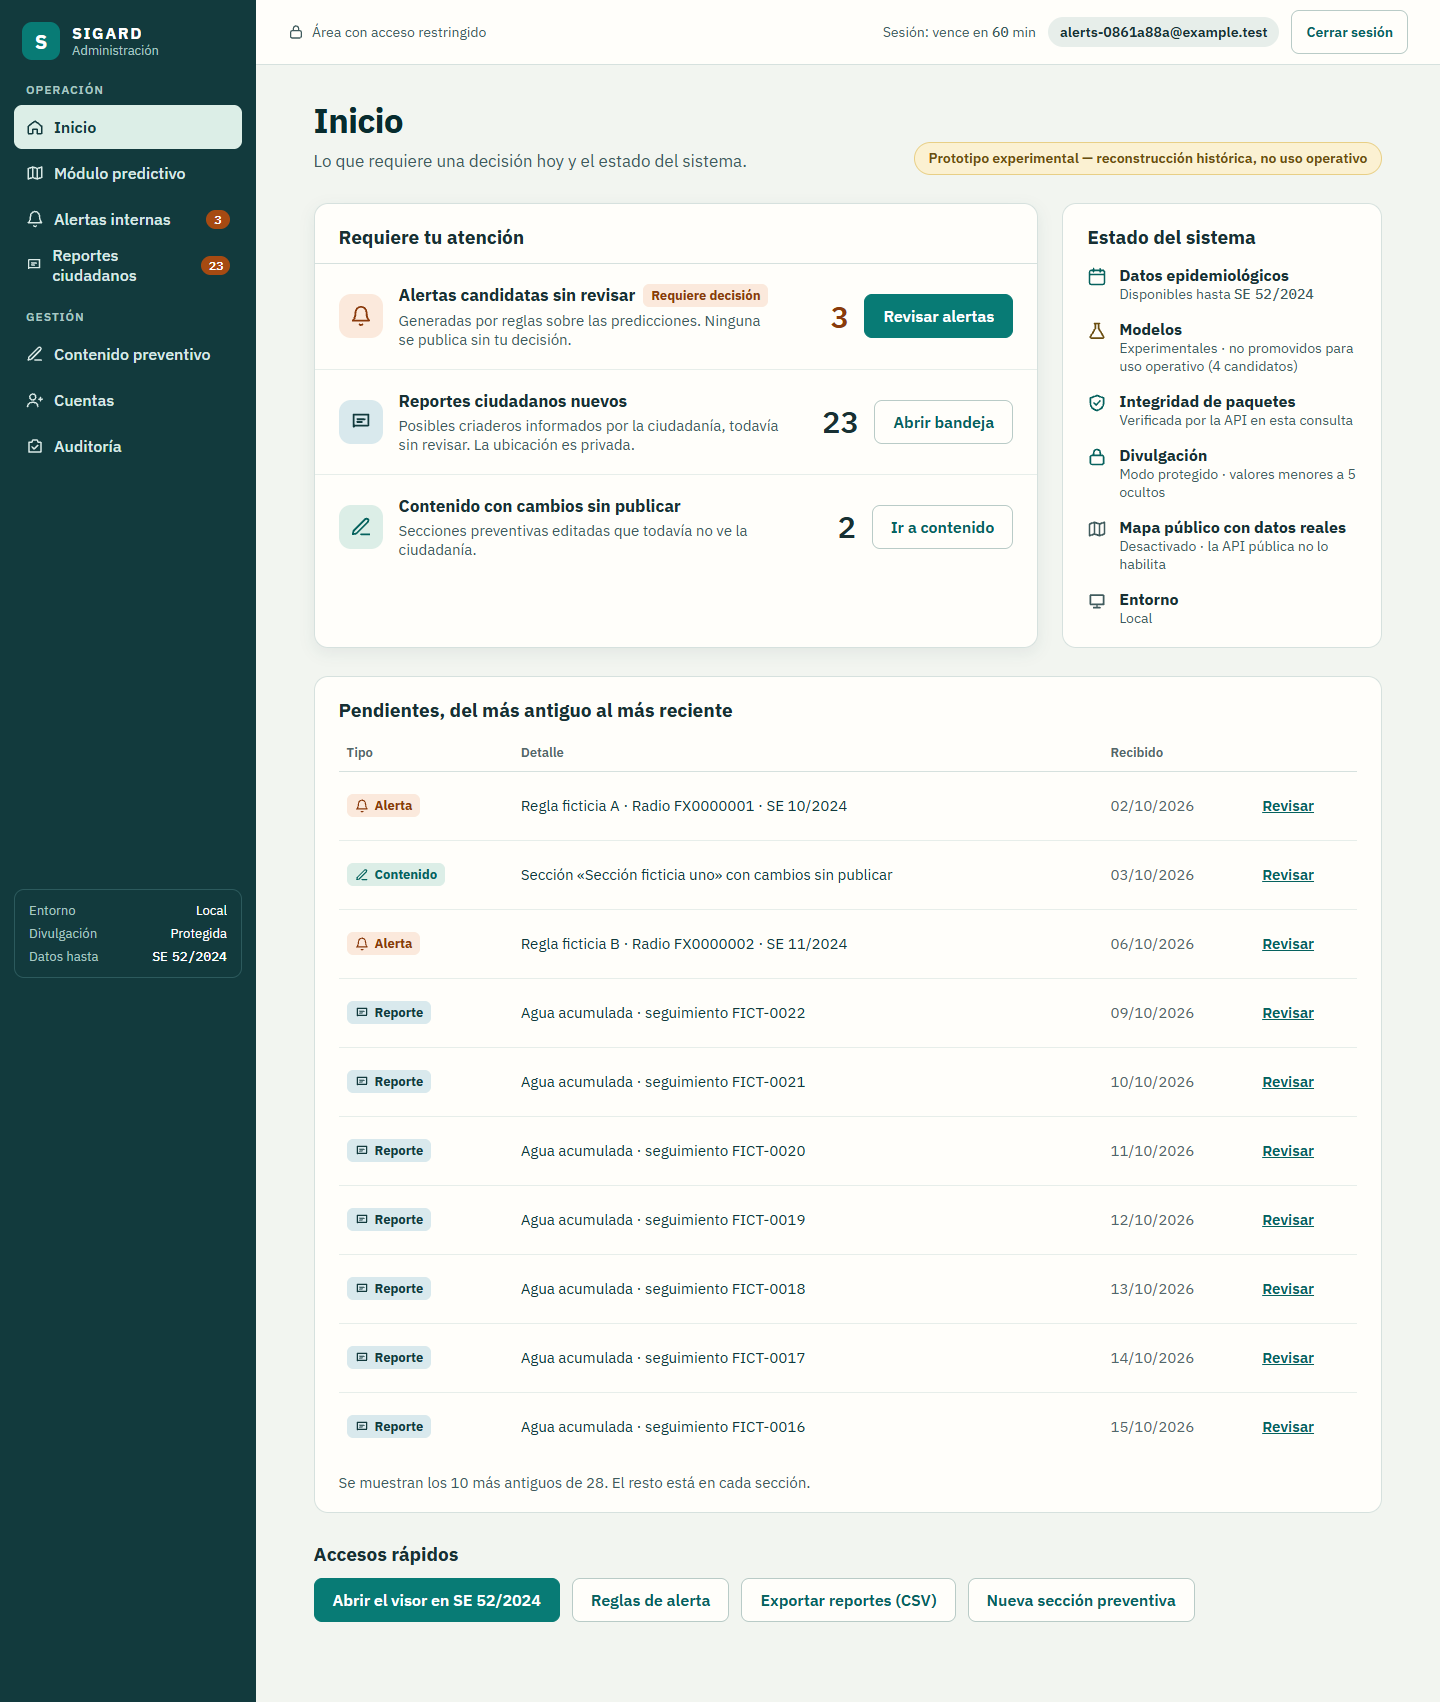 S
SIGARD
Administración
OPERACIÓN
Inicio
Módulo predictivo
Alertas internas 3
Reportes
ciudadanos 23
GESTIÓN
Contenido preventivo
Cuentas
Auditoría
Entorno Local
Divulgación Protegida
Datos hasta SE 52/2024
Área con acceso restringido
Sesión: vence en 60 min alerts-0861a88a@example.test Cerrar sesión
Inicio
Lo que requiere una decisión hoy y el estado del sistema.
Prototipo experimental — reconstrucción histórica, no uso operativo
Requiere tu atención
Alertas candidatas sin revisar Requiere decisión
Generadas por reglas sobre las predicciones. Ninguna
se publica sin tu decisión.
3 Revisar alertas
Reportes ciudadanos nuevos
Posibles criaderos informados por la ciudadanía, todavía
sin revisar. La ubicación es privada.
23 Abrir bandeja
Contenido con cambios sin publicar
Secciones preventivas editadas que todavía no ve la
ciudadanía.
2 Ir a contenido
Estado del sistema
Datos epidemiológicos
Disponibles hasta SE 52/2024
Modelos
Experimentales · no promovidos para
uso operativo (4 candidatos)
Integridad de paquetes
Verificada por la API en esta consulta
Divulgación
Modo protegido · valores menores a 5
ocultos
Mapa público con datos reales
Desactivado · la API pública no lo
habilita
Entorno
Local
Pendientes, del más antiguo al más reciente
Tipo Detalle Recibido
Alerta Regla ficticia A · Radio FX0000001 · SE 10/2024 02/10/2026 Revisar
Contenido Sección «Sección ficticia uno» con cambios sin publicar 03/10/2026 Revisar
Alerta Regla ficticia B · Radio FX0000002 · SE 11/2024 06/10/2026 Revisar
Reporte Agua acumulada · seguimiento FICT-0022 09/10/2026 Revisar
Reporte Agua acumulada · seguimiento FICT-0021 10/10/2026 Revisar
Reporte Agua acumulada · seguimiento FICT-0020 11/10/2026 Revisar
Reporte Agua acumulada · seguimiento FICT-0019 12/10/2026 Revisar
Reporte Agua acumulada · seguimiento FICT-0018 13/10/2026 Revisar
Reporte Agua acumulada · seguimiento FICT-0017 14/10/2026 Revisar
Reporte Agua acumulada · seguimiento FICT-0016 15/10/2026 Revisar
Se muestran los 10 más antiguos de 28. El resto está en cada sección.
Accesos rápidos
Abrir el visor en SE 52/2024 Reglas de alerta Exportar reportes (CSV) Nueva sección preventiva